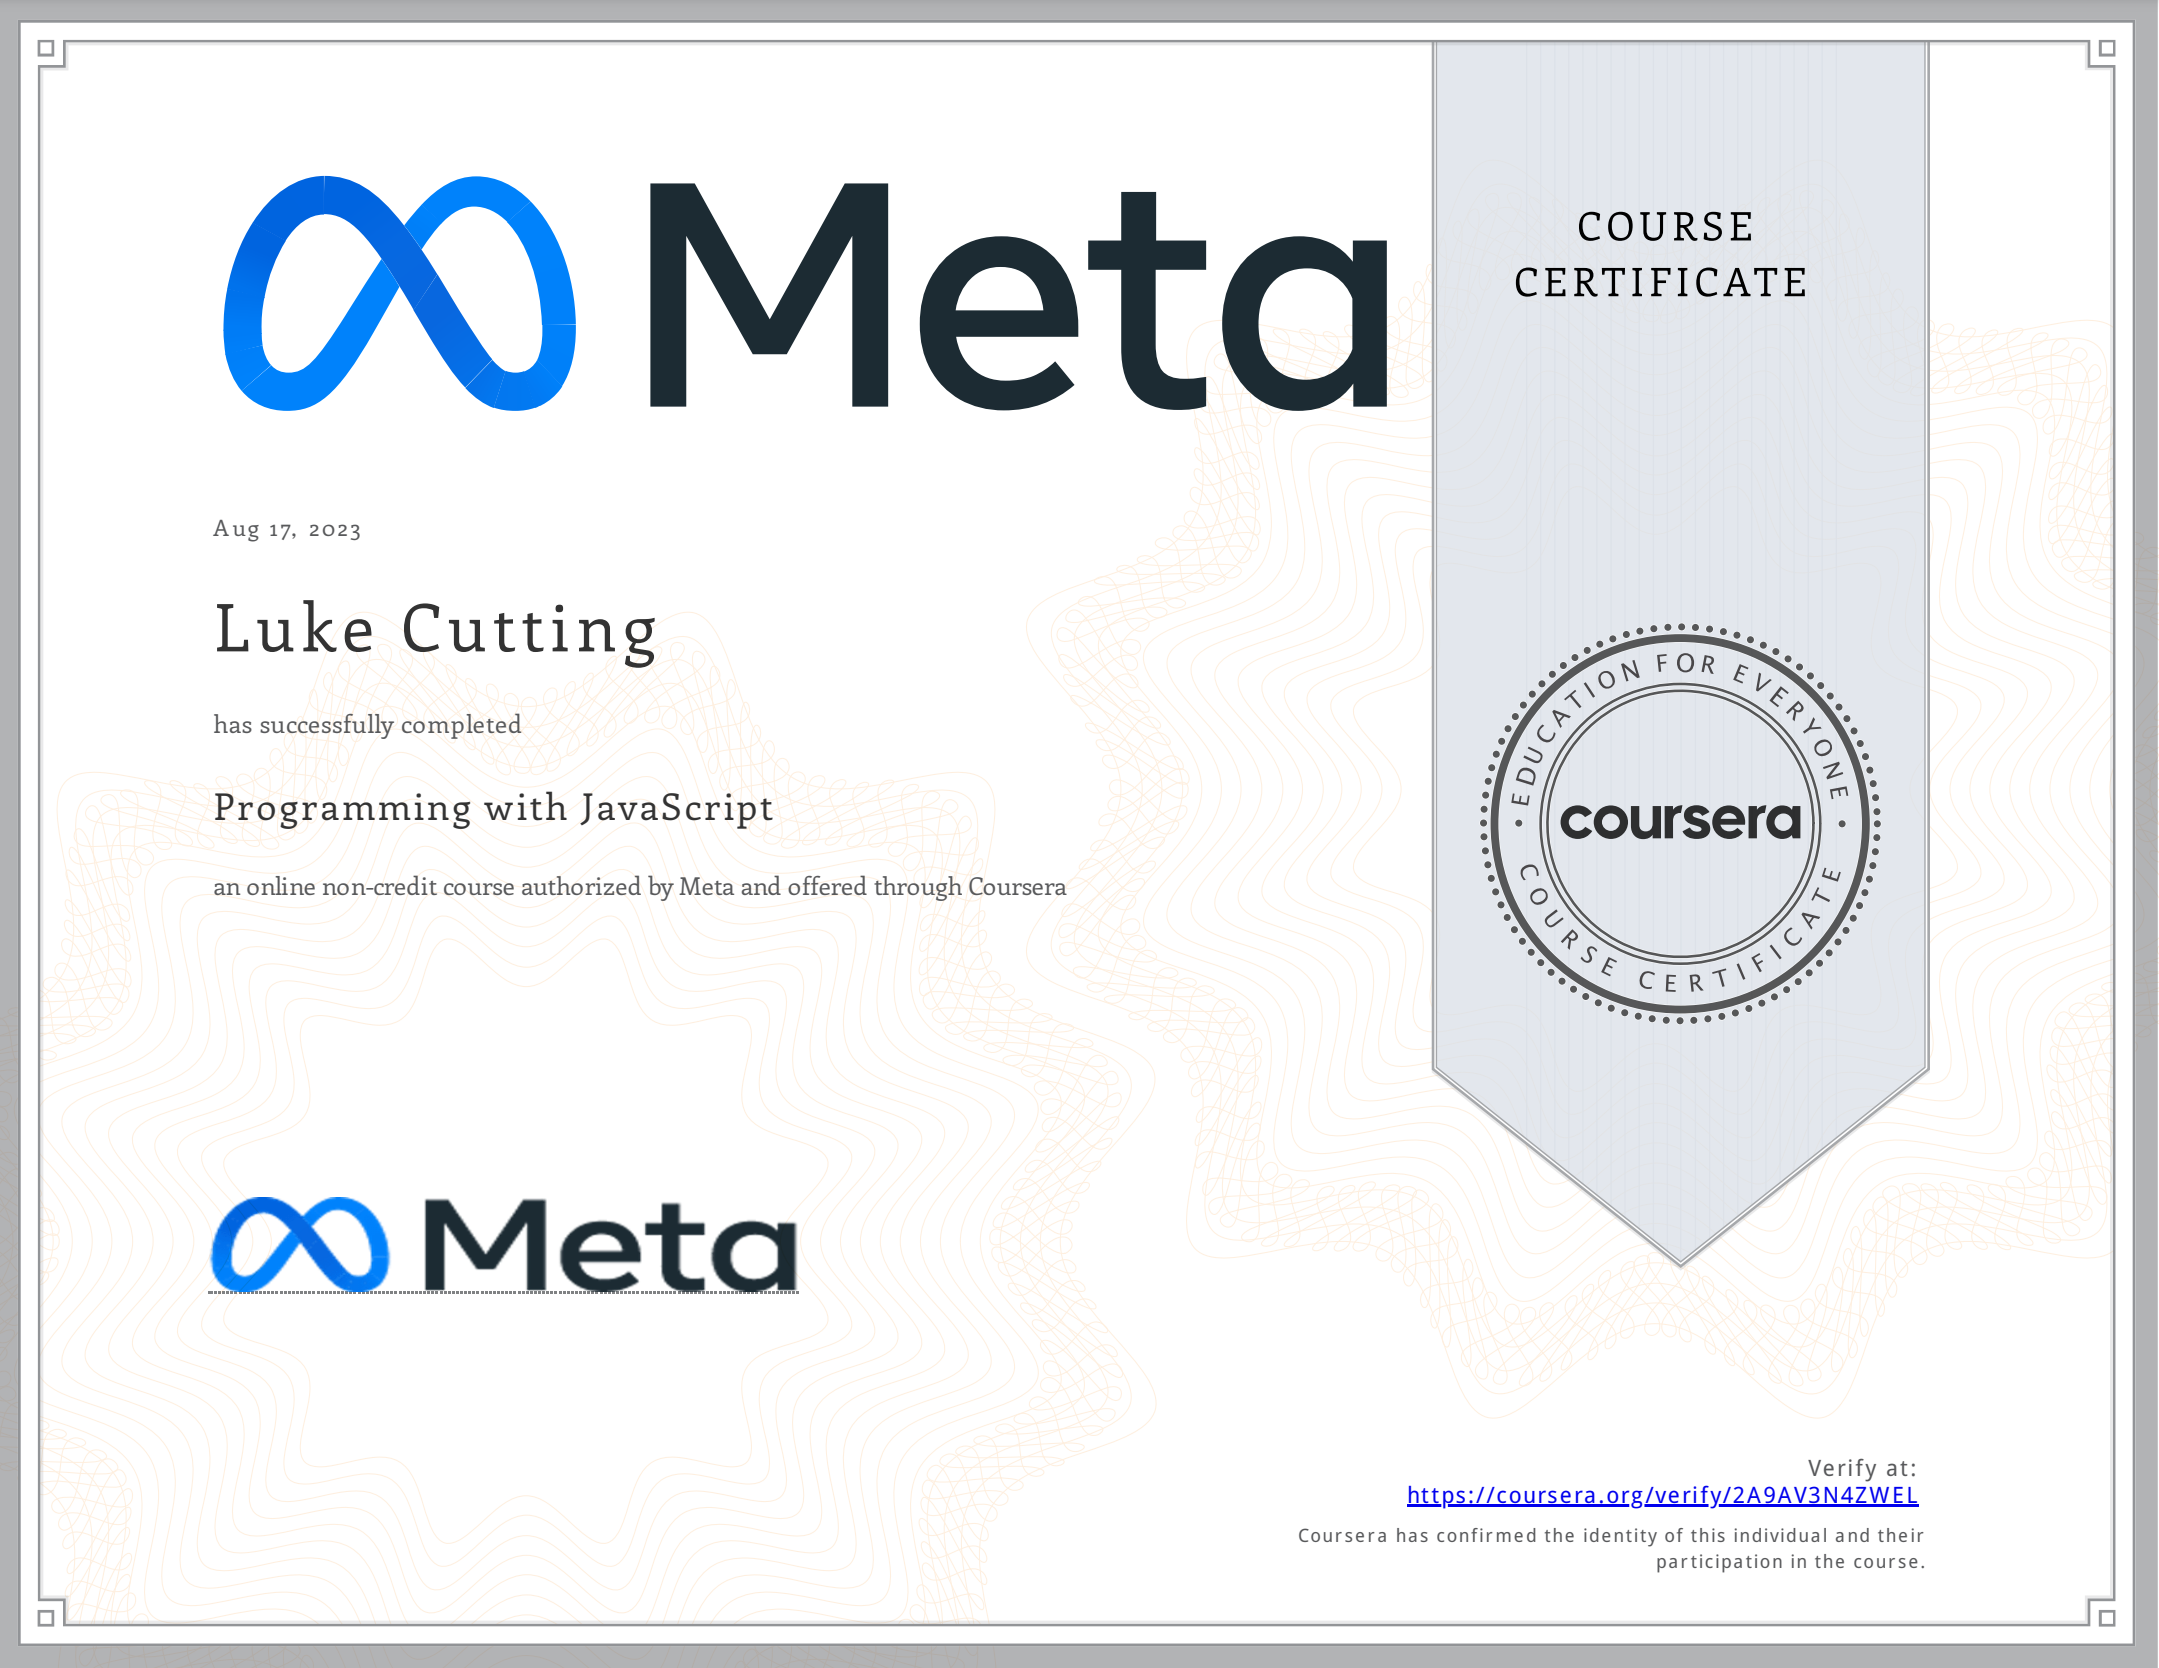 Meta
COURSE
CERTIFICATE
Aug 17, 2023
Luke Cutting
has successfully completed
Programming with JavaScript
an online non-credit course authorized by Meta and offered through Coursera
EDUCATION FOR EVERYONE
coursera
COURSE CERTIFICATE
Meta
Verify at:
https://coursera.org/verify/2A9AV3N4ZWEL
Coursera has confirmed the identity of this individual and their
participation in the course.